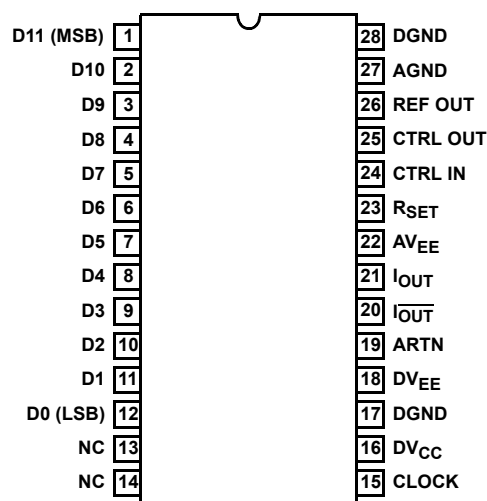 D11 (MSB) 1 28 DGND
D10 2 27 AGND
D9 3 26 REF OUT
D8 4 25 CTRL OUT
D7 5 24 CTRL IN
D6 6 23 RSET
D5 7 22 AVEE
D4 8 21 IOUT
D3 9 20 IOUT
D2 10 19 ARTN
D1 11 18 DVEE
D0 (LSB) 12 17 DGND
NC 13 16 DVCC
NC 14 15 CLOCK